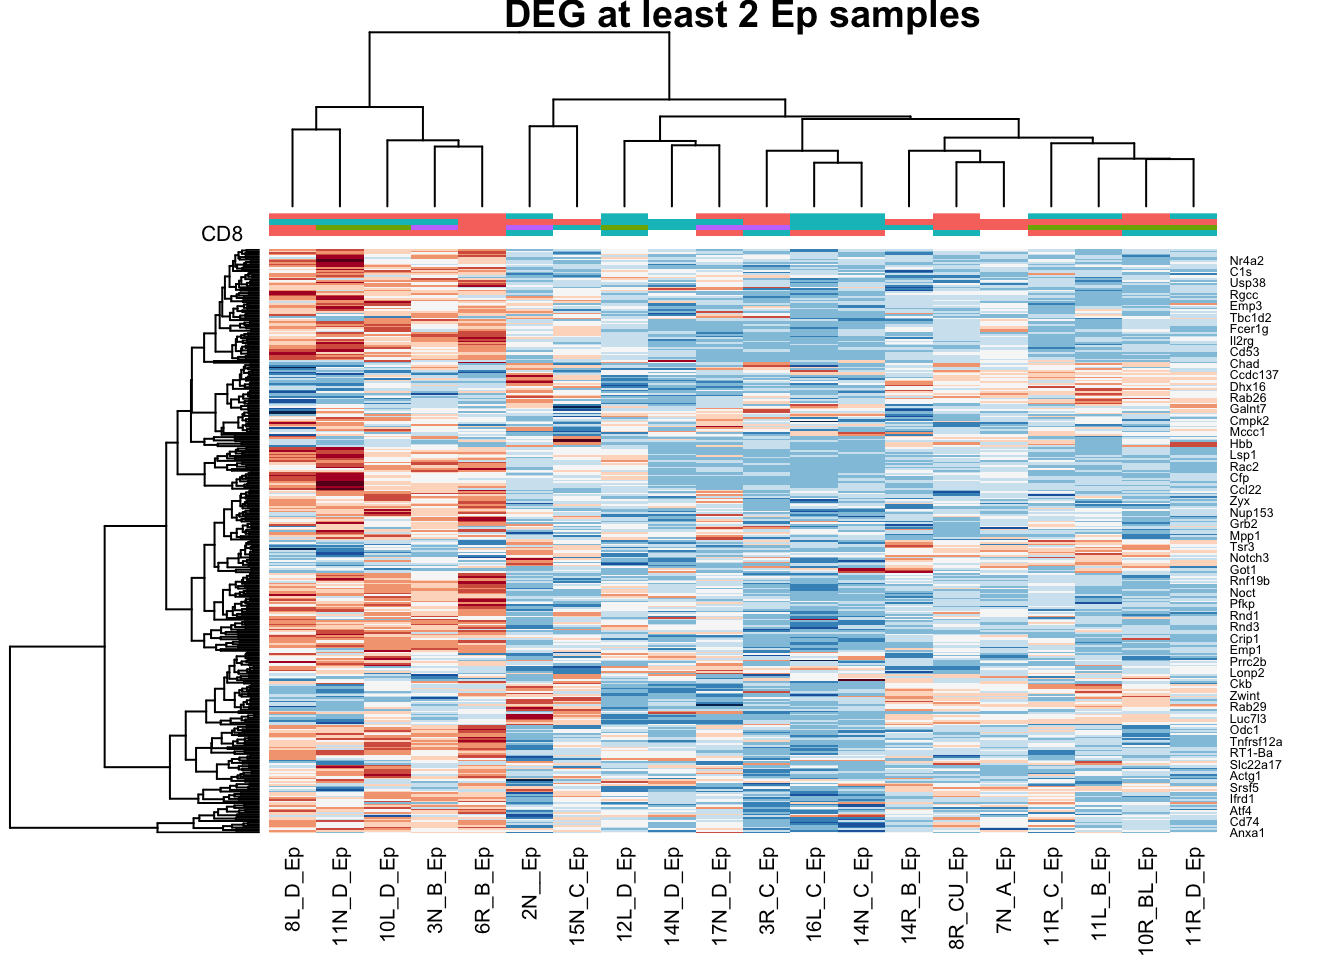 DEG at least 2 Ep samples
CD8
Nr4a2
C1s
Usp38
Rgcc
Emp3
Tbc1d2
Fcer1g
Il2rg
Cd53
Chad
Ccdc137
Dhx16
Rab26
Galnt7
Cmpk2
Mccc1
Hbb
Lsp1
Rac2
Cfp
Ccl22
Zyx
Nup153
Grb2
Mpp1
Tsr3
Notch3
Got1
Rnf19b
Noct
Pfkp
Rnd1
Rnd3
Crip1
Emp1
Prrc2b
Lonp2
Ckb
Zwint
Rab29
Luc7l3
Odc1
Tnfrsf12a
RT1-Ba
Slc22a17
Actg1
Srsf5
Ifrd1
Atf4
Cd74
Anxa1
8L_D_Ep
11N_D_Ep
10L_D_Ep
3N_B_Ep
6R_B_Ep
2N__Ep
15N_C_Ep
12L_D_Ep
14N_D_Ep
17N_D_Ep
3R_C_Ep
16L_C_Ep
14N_C_Ep
14R_B_Ep
8R_CU_Ep
7N_A_Ep
11R_C_Ep
11L_B_Ep
10R_BL_Ep
11R_D_Ep